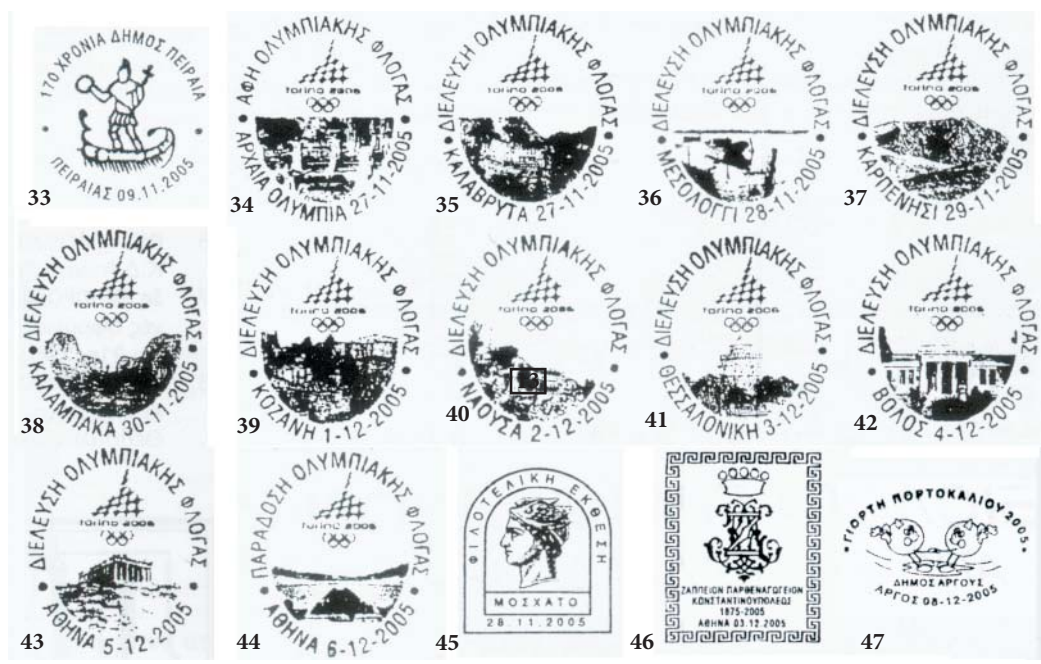 170 ΧΡΟΝΙΑ ΔΗΜΟΣ ΠΕΙΡΑΙΑ
ΠΕΙΡΑΙΑΣ 09.11.2005
33
ΑΦΗ ΟΛΥΜΠΙΑΚΗΣ ΦΛΟΓΑΣ
torino 2006
ΑΡΧΑΙΑ ΟΛΥΜΠΙΑ 27-11-2005
34
ΔΙΕΛΕΥΣΗ ΟΛΥΜΠΙΑΚΗΣ ΦΛΟΓΑΣ
torino 2006
ΚΑΛΑΒΡΥΤΑ 27-11-2005
35
ΔΙΕΛΕΥΣΗ ΟΛΥΜΠΙΑΚΗΣ ΦΛΟΓΑΣ
torino 2006
ΜΕΣΟΛΟΓΓΙ 28-11-2005
36
ΔΙΕΛΕΥΣΗ ΟΛΥΜΠΙΑΚΗΣ ΦΛΟΓΑΣ
torino 2006
ΚΑΡΠΕΝΗΣΙ 29-11-2005
37
ΔΙΕΛΕΥΣΗ ΟΛΥΜΠΙΑΚΗΣ ΦΛΟΓΑΣ
torino 2006
ΚΑΛΑΜΠΑΚΑ 30-11-2005
38
ΔΙΕΛΕΥΣΗ ΟΛΥΜΠΙΑΚΗΣ ΦΛΟΓΑΣ
torino 2006
ΚΟΖΑΝΗ 1-12-2005
39
ΔΙΕΛΕΥΣΗ ΟΛΥΜΠΙΑΚΗΣ ΦΛΟΓΑΣ
torino 2006
13
ΝΑΟΥΣΑ 2-12-2005
40
ΔΙΕΛΕΥΣΗ ΟΛΥΜΠΙΑΚΗΣ ΦΛΟΓΑΣ
torino 2006
ΘΕΣΣΑΛΟΝΙΚΗ 3-12-2005
41
ΔΙΕΛΕΥΣΗ ΟΛΥΜΠΙΑΚΗΣ ΦΛΟΓΑΣ
torino 2006
ΒΟΛΟΣ 4-12-2005
42
ΔΙΕΛΕΥΣΗ ΟΛΥΜΠΙΑΚΗΣ ΦΛΟΓΑΣ
torino 2006
ΑΘΗΝΑ 5-12-2005
43
ΠΑΡΑΔΟΣΗ ΟΛΥΜΠΙΑΚΗΣ ΦΛΟΓΑΣ
torino 2006
ΑΘΗΝΑ 6-12-2005
44
ΦΙΛΟΤΕΛΙΚΗ ΕΚΘΕΣΗ
ΜΟΣΧΑΤΟ
28.11.2005
45
ΖΑΠΠΕΙΟΝ ΠΑΡΘΕΝΑΓΩΓΕΙΟΝ
ΚΩΝΣΤΑΝΤΙΝΟΥΠΟΛΕΩΣ
1875-2005
ΑΘΗΝΑ 03.12.2005
46
ΓΙΟΡΤΗ ΠΟΡΤΟΚΑΛΙΟΥ 2005
ΔΗΜΟΣ ΑΡΓΟΥΣ
ΑΡΓΟΣ 08-12-2005
47